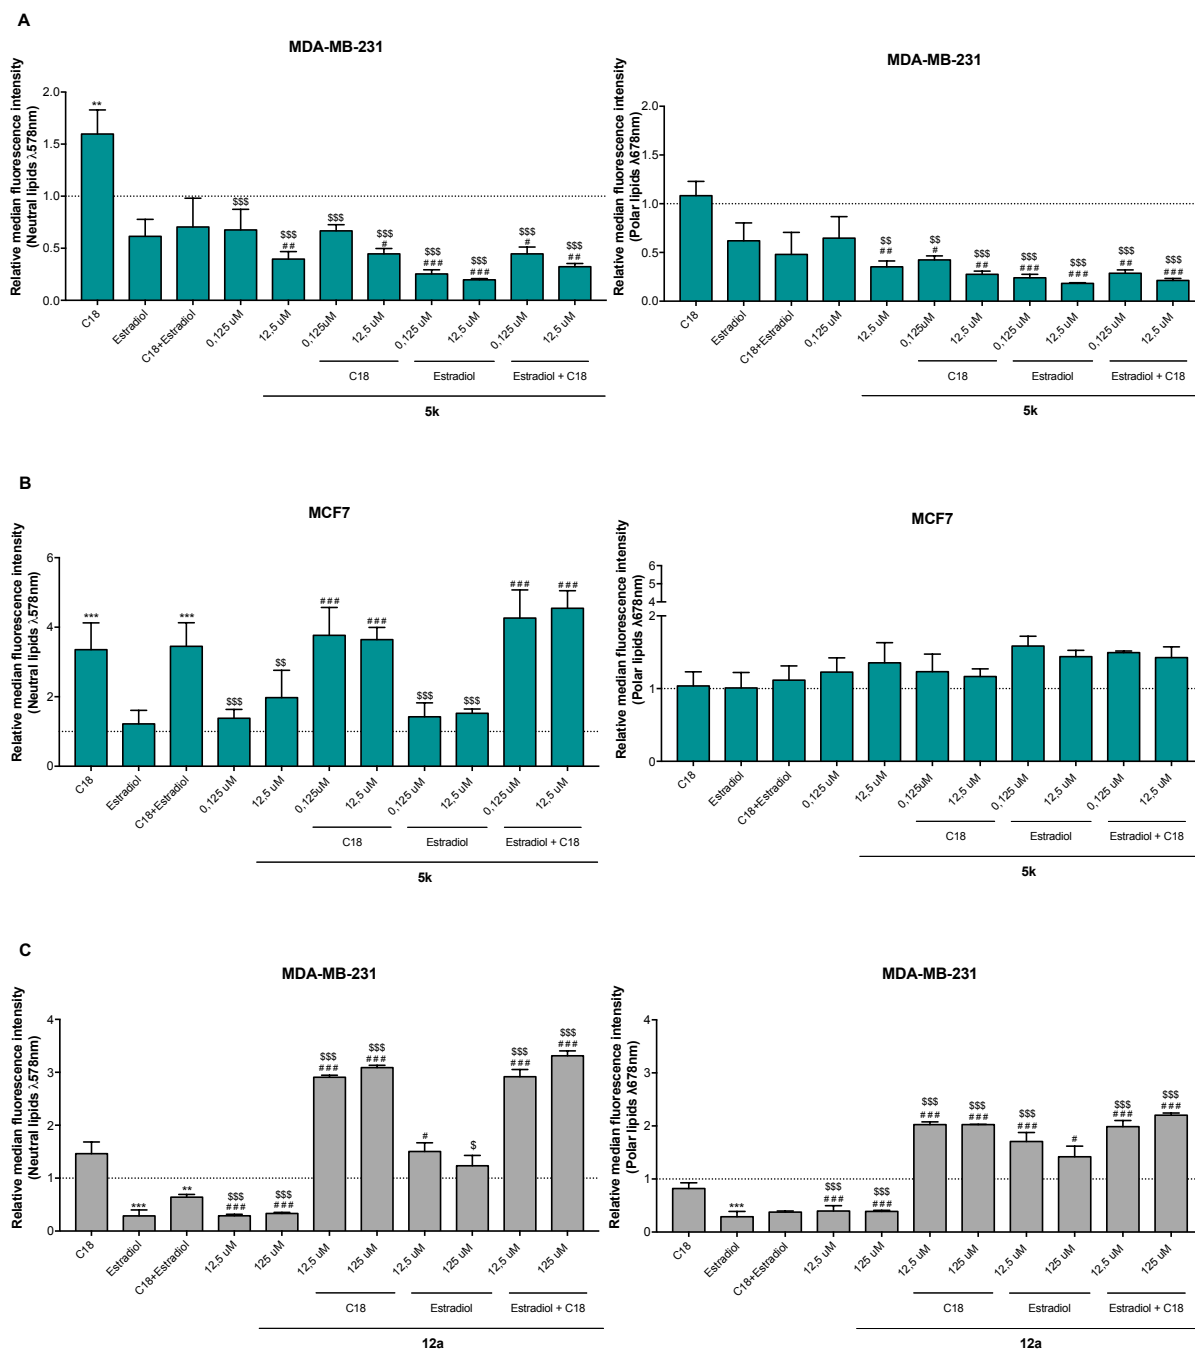 A
MDA-MB-231
Relative median fluorescence intensity
(Neutral lipids λ578nm)
2.0
1.5
1.0
0.5
0.0
**
$$$
$$$
##
$$$
$$$
#
$$$
###
$$$
###
$$$
#
$$$
##
C18
Estradiol
C18+Estradiol
0,125 uM
12,5 uM
0,125 uM
12,5 uM
0,125 uM
12,5 uM
0,125 uM
12,5 uM
C18
Estradiol
Estradiol + C18
5k
MDA-MB-231
Relative median fluorescence intensity
(Polar lipids λ678nm)
2.0
1.5
1.0
0.5
0.0
$$
##
$$
#
$$$
##
$$$
###
$$$
###
$$$
##
$$$
###
C18
Estradiol
C18+Estradiol
0,125 uM
12,5 uM
0,125uM
12,5 uM
0,125 uM
12,5 uM
0,125 uM
12,5 uM
C18
Estradiol
Estradiol + C18
5k
B
MCF7
Relative median fluorescence intensity
(Neutral lipids λ578nm)
6
4
2
0
***
***
$$$
$$
###
###
$$$
$$$
###
###
C18
Estradiol
C18+Estradiol
0,125 uM
12,5 uM
0,125uM
12,5 uM
0,125 uM
12,5 uM
0,125 uM
12,5 uM
C18
Estradiol
Estradiol + C18
5k
MCF7
Relative median fluorescence intensity
(Polar lipids λ678nm)
6
5
4
2
1
0
C18
Estradiol
C18+Estradiol
0,125 uM
12,5 uM
0,125uM
12,5 uM
0,125 uM
12,5 uM
0,125 uM
12,5 uM
C18
Estradiol
Estradiol + C18
5k
C
MDA-MB-231
Relative median fluorescence intensity
(Neutral lipids λ578nm)
4
3
2
1
0
***
**
$$$
###
$$$
###
$$$
###
$$$
###
#
$
$$$
###
$$$
###
C18
Estradiol
C18+Estradiol
12,5 uM
125 uM
12,5 uM
125 uM
12,5 uM
125 uM
12,5 uM
125 uM
C18
Estradiol
Estradiol + C18
12a
MDA-MB-231
Relative median fluorescence intensity
(Polar lipids λ678nm)
4
3
2
1
0
***
$$$
###
$$$
###
$$$
###
$$$
###
$$$
###
#
$$$
###
$$$
###
C18
Estradiol
C18+Estradiol
12,5 uM
125 uM
12,5 uM
125 uM
12,5 uM
125 uM
12,5 uM
125 uM
C18
Estradiol
Estradiol + C18
12a